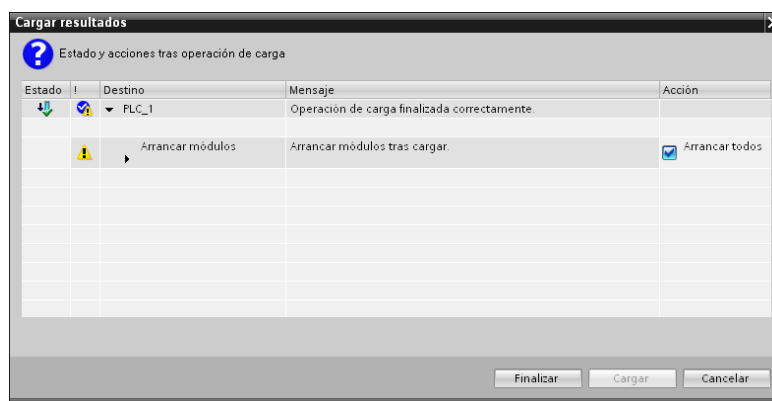 Cargar resultados
Estado y acciones tras operación de carga
Estado ! Destino Mensaje Acción
PLC_1 Operación de carga finalizada correctamente.
Arrancar módulos Arrancar módulos tras cargar. Arrancar todos
Finalizar Cargar Cancelar